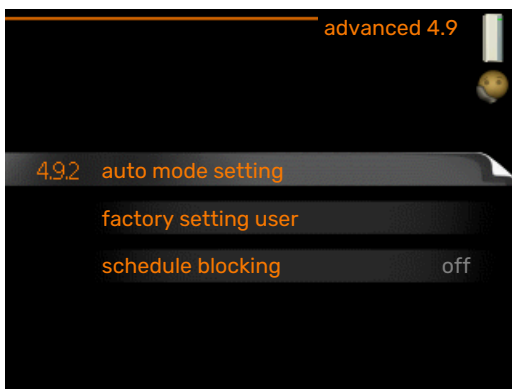 advanced 4.9
4.9.2 auto mode setting
factory setting user
schedule blocking off